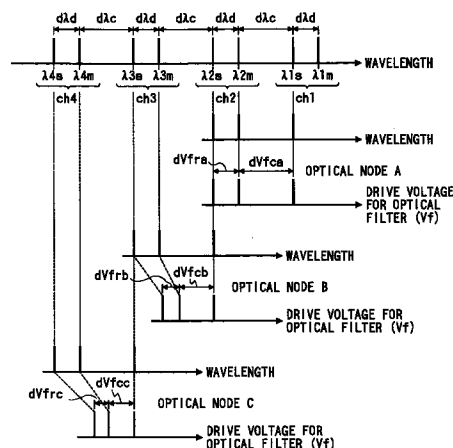 dλd dλc dλd dλc dλd dλc dλd
WAVELENGTH
λ4s λ4m λ3s λ3m λ2s λ2m λ1s λ1m
ch4 ch3 ch2 ch1
WAVELENGTH
dVfra dVfca OPTICAL NODE A
DRIVE VOLTAGE
FOR OPTICAL
FILTER (Vf)
WAVELENGTH
dVfrb dVfcb OPTICAL NODE B
DRIVE VOLTAGE FOR
OPTICAL FILTER (Vf)
WAVELENGTH
dVfrc dVfcc OPTICAL NODE C
DRIVE VOLTAGE FOR
OPTICAL FILTER (Vf)